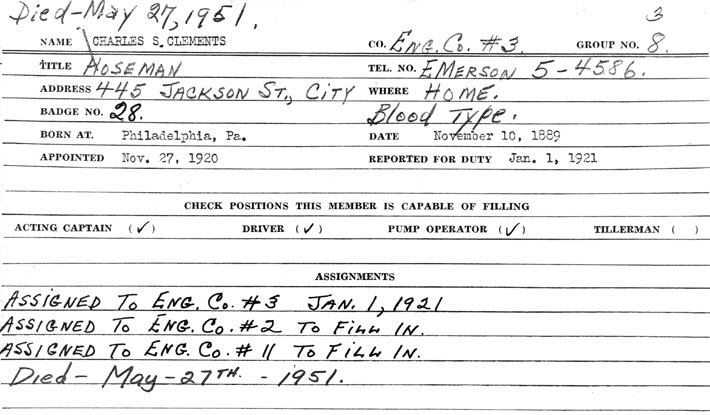 Died-May 27, 1951.
3
NAME CHARLES S. CLEMENTS CO. ENG. Co. #3. GROUP NO. 8.
TITLE HOSEMAN TEL. NO. EMERSON 5-4586.
ADDRESS 445 JACKSON ST., CITY WHERE HOME.
BADGE NO. 28. Blood Type.
BORN AT. Philadelphia, Pa. DATE November 10, 1889
APPOINTED Nov. 27, 1920 REPORTED FOR DUTY Jan. 1, 1921
CHECK POSITIONS THIS MEMBER IS CAPABLE OF FILLING
ACTING CAPTAIN (✓) DRIVER (✓) PUMP OPERATOR (✓) TILLERMAN ( )
ASSIGNMENTS
ASSIGNED TO ENG. Co. #3 JAN. 1, 1921
ASSIGNED TO ENG. Co. #2 TO FILL IN.
ASSIGNED TO ENG. Co. # 11 TO FILL IN.
Died- May-27TH. - 1951.